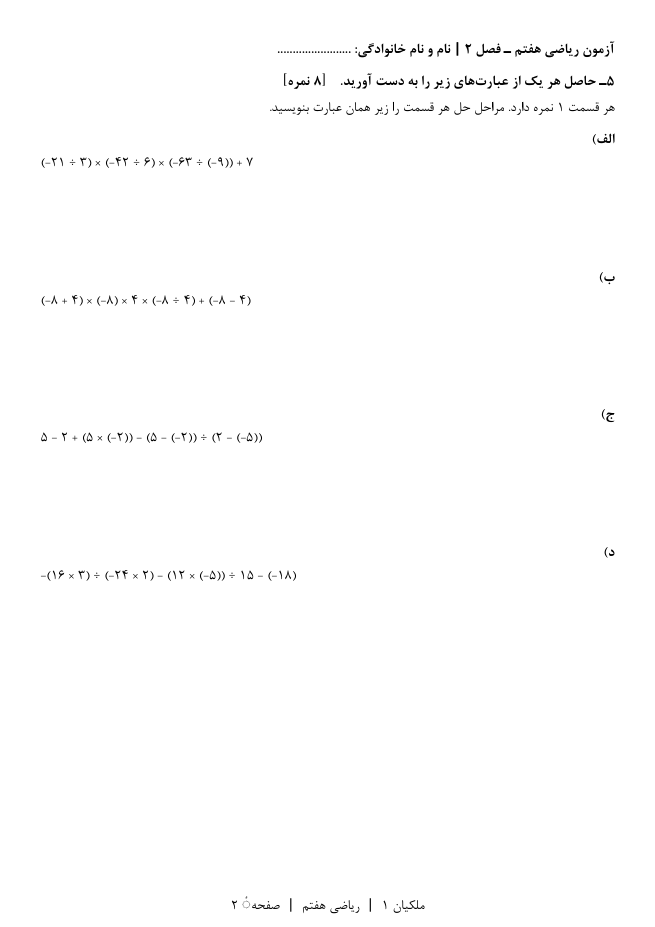 آزمون ریاضی هفتم ـ فصل ۲ | نام و نام خانوادگی: ........................
۵ـ حاصل هر یک از عبارت‌های زیر را به دست آورید. [۸ نمره]
هر قسمت ۱ نمره دارد. مراحل حل هر قسمت را زیر همان عبارت بنویسید.
الف)
(−۲۱ ÷ ۳) × (−۴۲ ÷ ۶) × (−۶۳ ÷ (−۹)) + ۷
ب)
(−۸ + ۴) × (−۸) × ۴ × (−۸ ÷ ۴) + (−۸ − ۴)
ج)
۵ − ۲ + (۵ × (−۲)) − (۵ − (−۲)) ÷ (۲ − (−۵))
د)
−(۱۶ × ۳) ÷ (−۲۴ × ۲) − (۱۲ × (−۵)) ÷ ۱۵ − (−۱۸)
ملکیان ۱ | ریاضی هفتم | صفحهٔ ۲